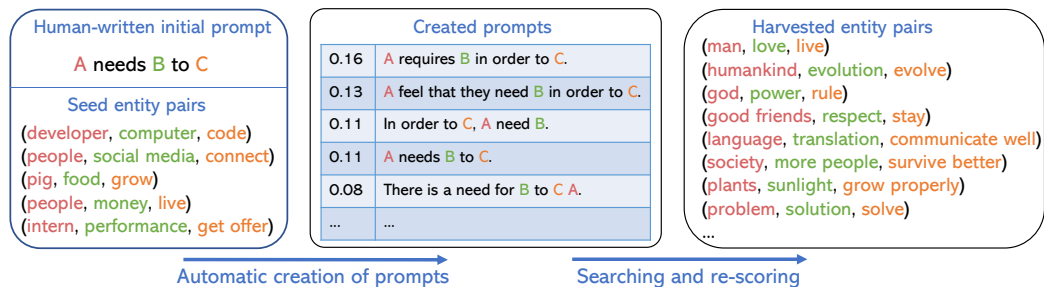 Human-written initial prompt
A needs B to C
Seed entity pairs
(developer, computer, code)
(people, social media, connect)
(pig, food, grow)
(people, money, live)
(intern, performance, get offer)
Created prompts
0.16 A requires B in order to C.
0.13 A feel that they need B in order to C.
0.11 In order to C, A need B.
0.11 A needs B to C.
0.08 There is a need for B to C A.
... ...
Harvested entity pairs
(man, love, live)
(humankind, evolution, evolve)
(god, power, rule)
(good friends, respect, stay)
(language, translation, communicate well)
(society, more people, survive better)
(plants, sunlight, grow properly)
(problem, solution, solve)
...
Automatic creation of prompts
Searching and re-scoring